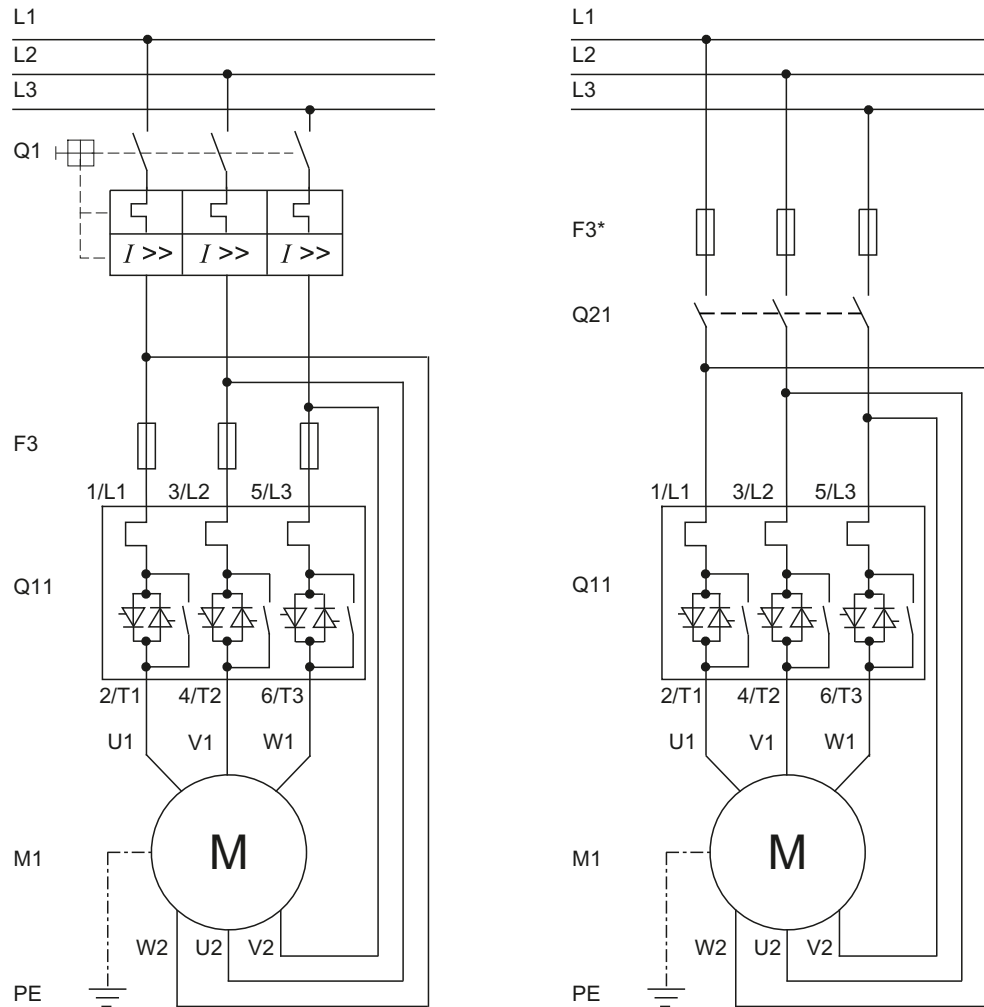 L1
L2
L3
Q1
I >> I >> I >>
F3
1/L1 3/L2 5/L3
Q11
2/T1 4/T2 6/T3
U1 V1 W1
M
M1
W2 U2 V2
PE
L1
L2
L3
F3*
Q21
1/L1 3/L2 5/L3
Q11
2/T1 4/T2 6/T3
U1 V1 W1
M
M1
W2 U2 V2
PE